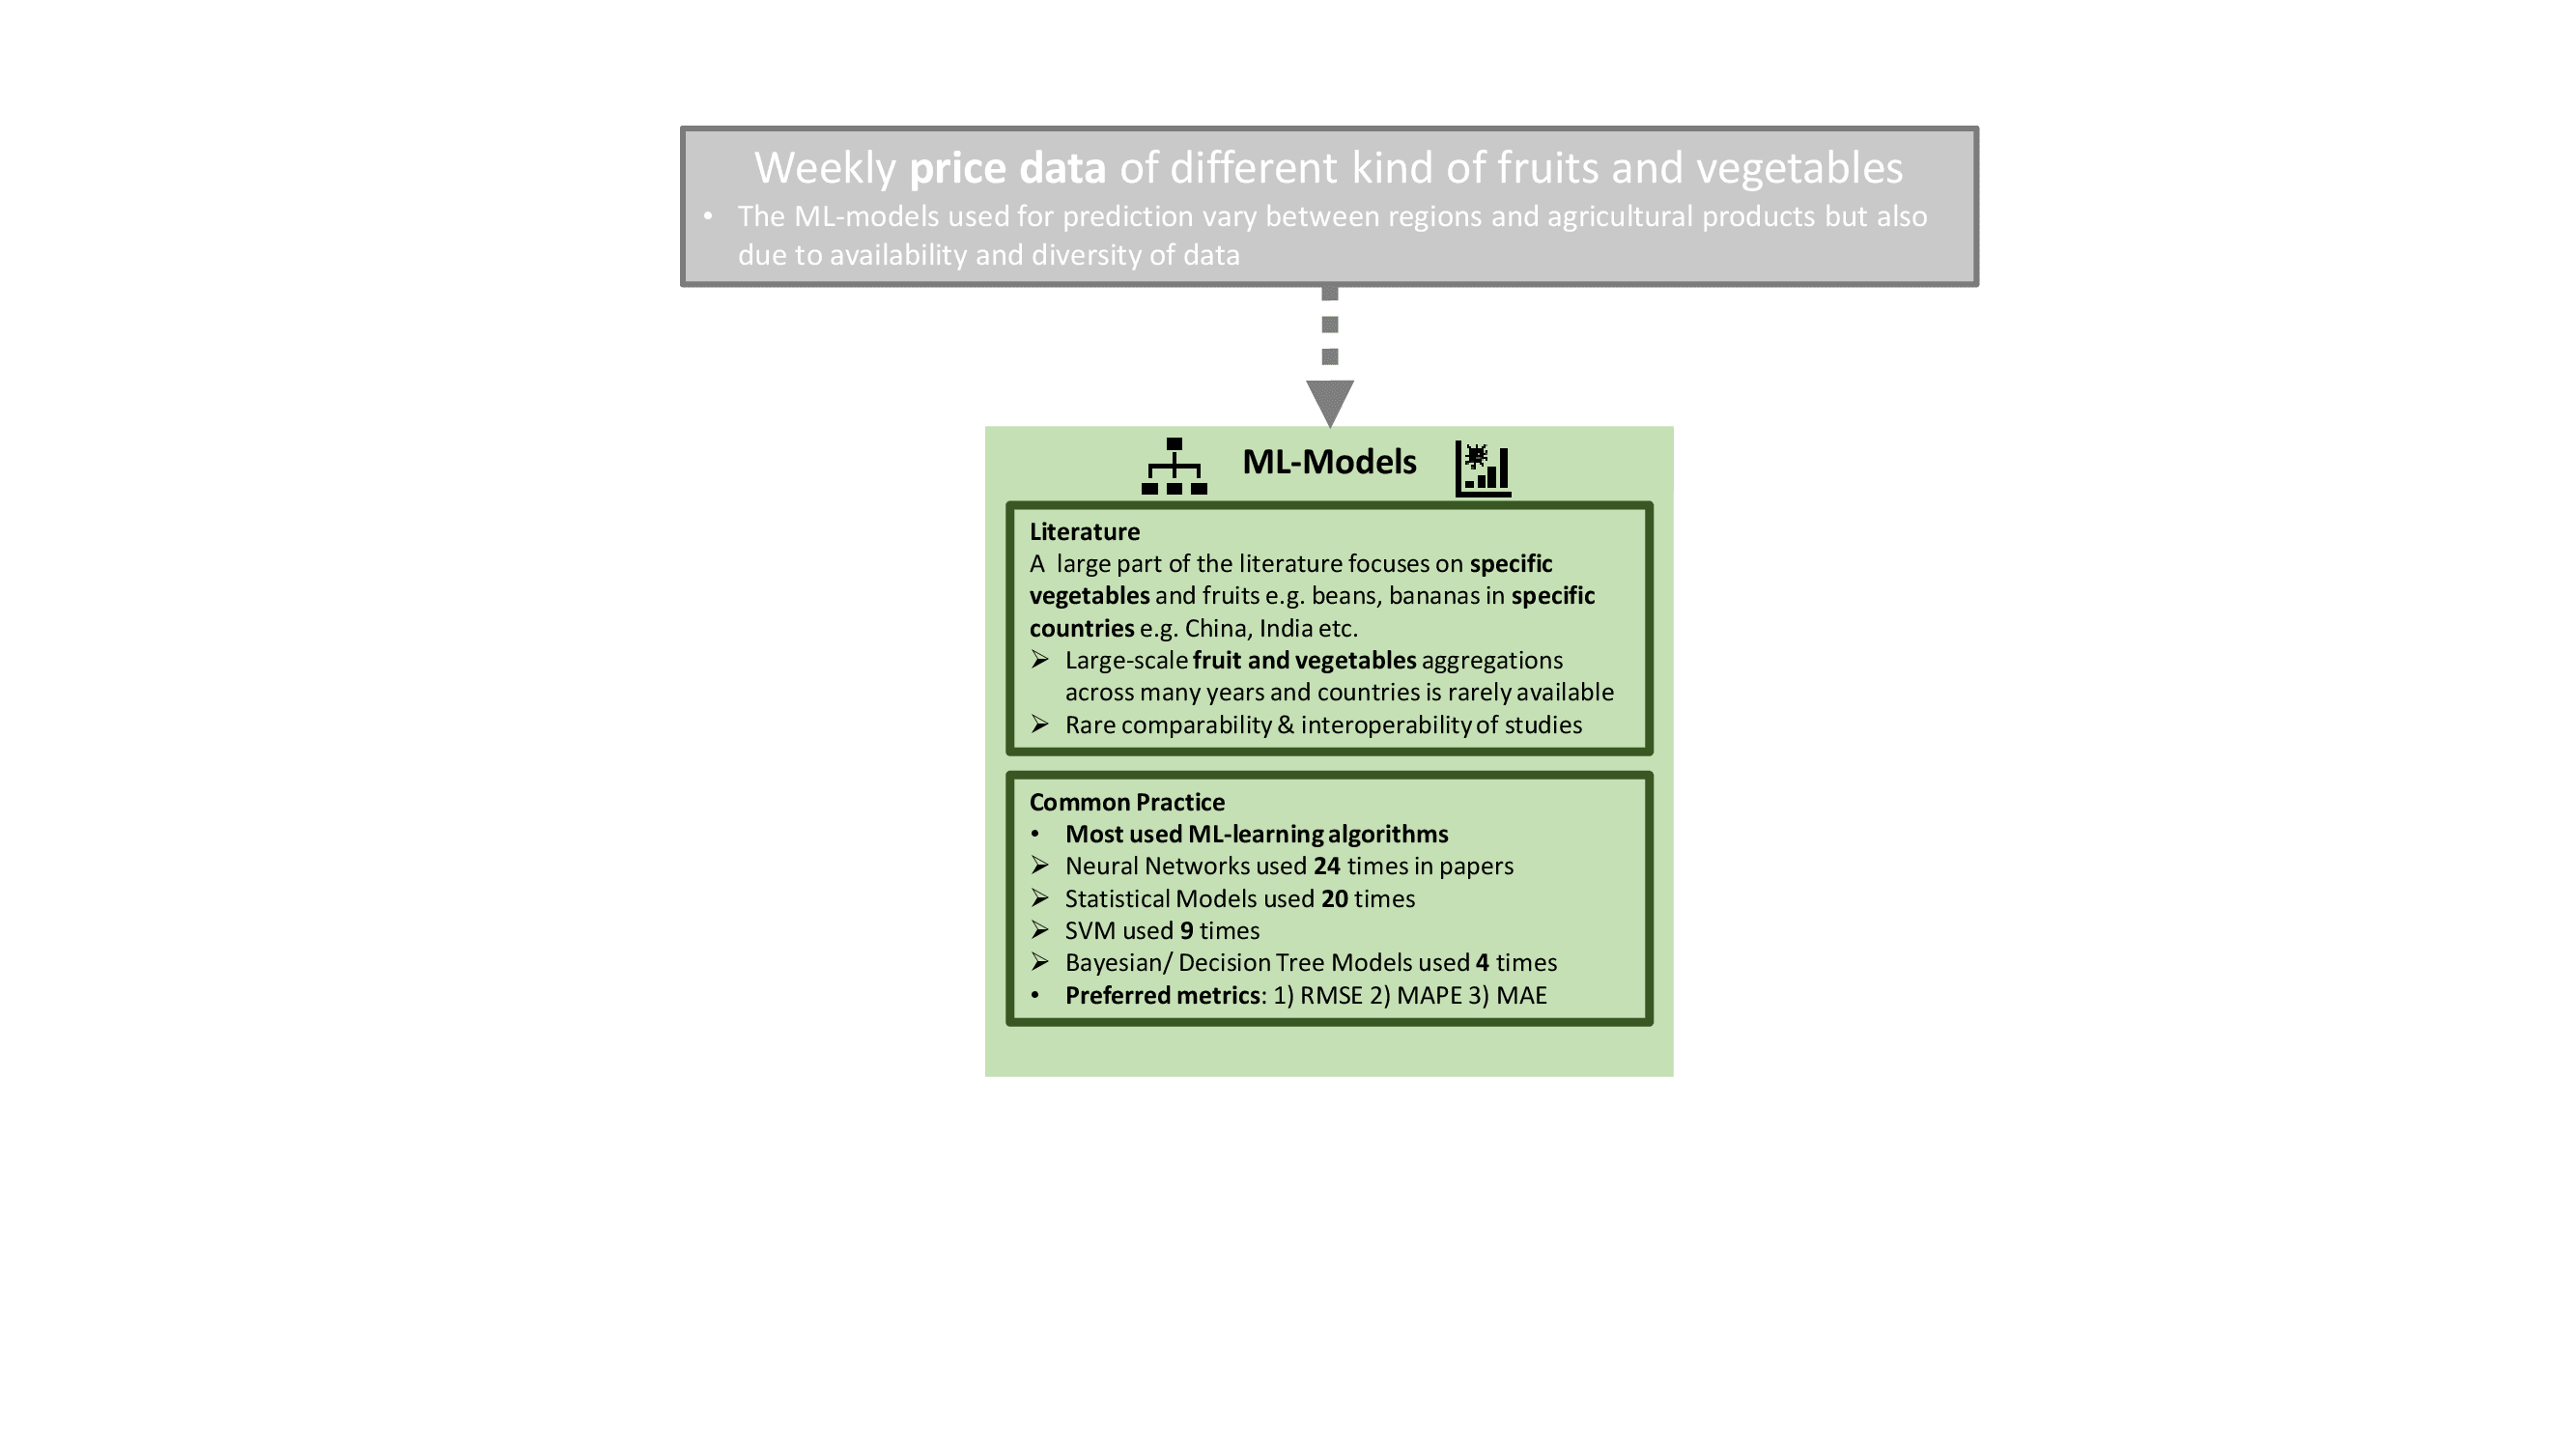 Weekly price data of different kind of fruits and vegetables
• The ML-models used for prediction vary between regions and agricultural products but also
due to availability and diversity of data
ML-Models
Literature
A large part of the literature focuses on specific
vegetables and fruits e.g. beans, bananas in specific
countries e.g. China, India etc.
➢ Large-scale fruit and vegetables aggregations
across many years and countries is rarely available
➢ Rare comparability & interoperability of studies
Common Practice
• Most used ML-learning algorithms
➢ Neural Networks used 24 times in papers
➢ Statistical Models used 20 times
➢ SVM used 9 times
➢ Bayesian/ Decision Tree Models used 4 times
• Preferred metrics: 1) RMSE 2) MAPE 3) MAE